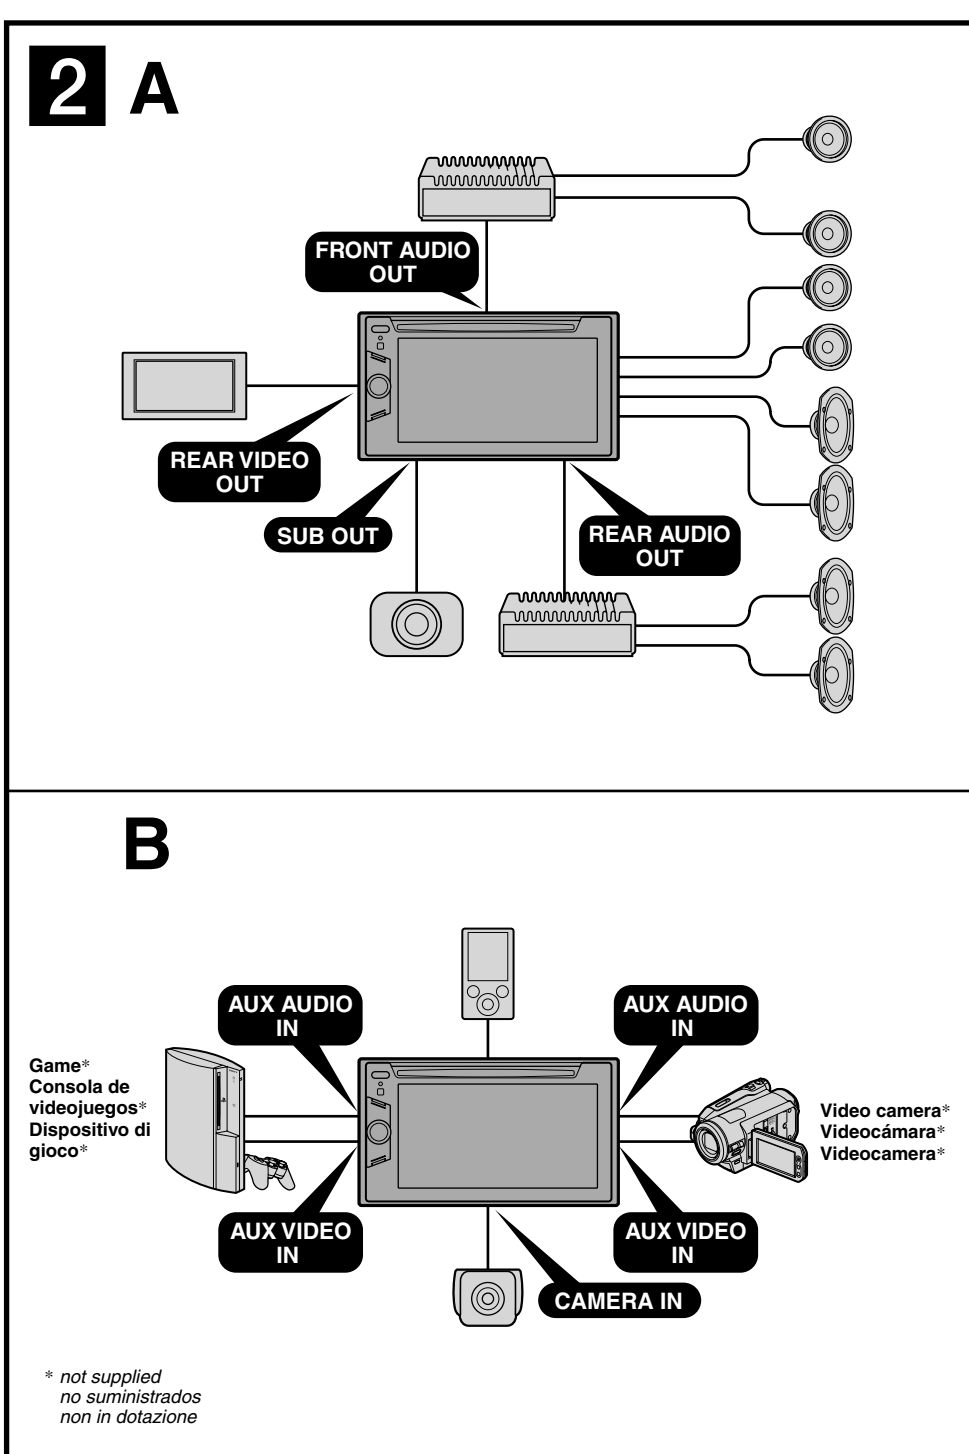 2 A
FRONT AUDIO
OUT
REAR VIDEO
OUT
SUB OUT
REAR AUDIO
OUT
B
AUX AUDIO
IN
AUX AUDIO
IN
Game*
Consola de
videojuegos*
Dispositivo di
gioco*
Video camera*
Videocámara*
Videocamera*
AUX VIDEO
IN
AUX VIDEO
IN
CAMERA IN
* not supplied
no suministrados
non in dotazione